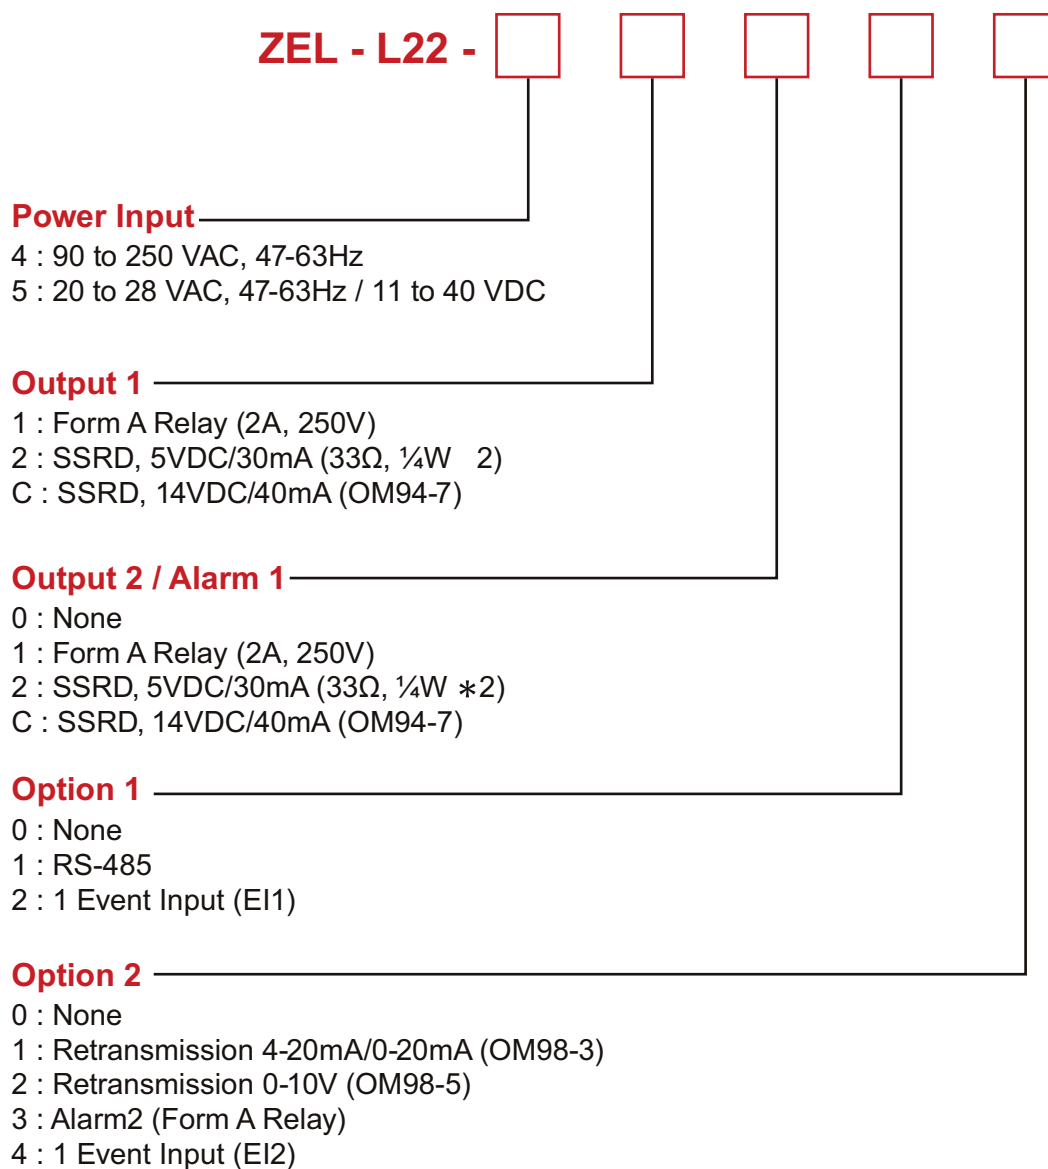 ZEL - L22 -
Power Input
4 : 90 to 250 VAC, 47-63Hz
5 : 20 to 28 VAC, 47-63Hz / 11 to 40 VDC
Output 1
1 : Form A Relay (2A, 250V)
2 : SSRD, 5VDC/30mA (33Ω, ¼W 2)
C : SSRD, 14VDC/40mA (OM94-7)
Output 2 / Alarm 1
0 : None
1 : Form A Relay (2A, 250V)
2 : SSRD, 5VDC/30mA (33Ω, ¼W ∗2)
C : SSRD, 14VDC/40mA (OM94-7)
Option 1
0 : None
1 : RS-485
2 : 1 Event Input (EI1)
Option 2
0 : None
1 : Retransmission 4-20mA/0-20mA (OM98-3)
2 : Retransmission 0-10V (OM98-5)
3 : Alarm2 (Form A Relay)
4 : 1 Event Input (EI2)